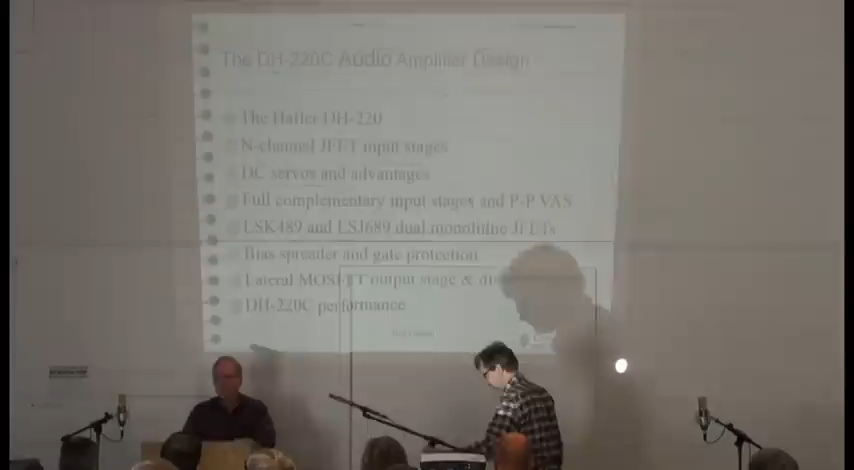 The DH-220C Audio Amplifier Design
The Hafler DH-220
N-channel JFET input stages
DC servos and advantages
Full complementary input stages and P-P VAS
LSK489 and LSJ689 dual monolithic JFETs
Bias spreader and gate protection
Lateral MOSFET output stage &
DH-220C performance